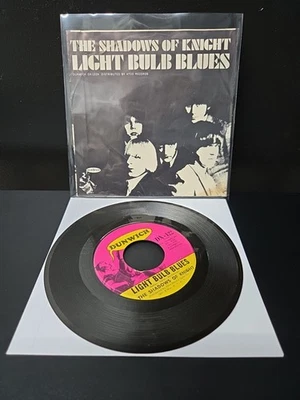 THE SHADOWS OF KNIGHT
LIGHT BULB BLUES
DUNWICH
LIGHT BULB BLUES
THE SHADOWS OF KNIGHT